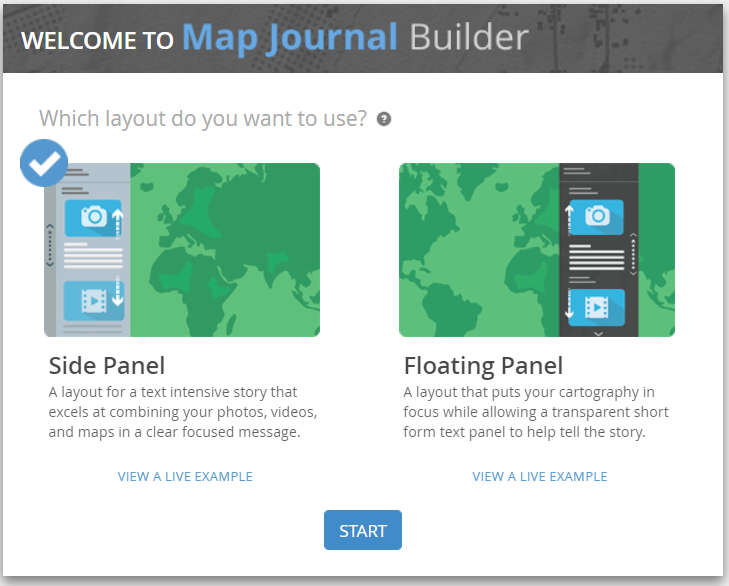 WELCOME TO Map Journal Builder
Which layout do you want to use? ?
Side Panel
A layout for a text intensive story that
excels at combining your photos, videos,
and maps in a clear focused message.
VIEW A LIVE EXAMPLE
Floating Panel
A layout that puts your cartography in
focus while allowing a transparent short
form text panel to help tell the story.
VIEW A LIVE EXAMPLE
START